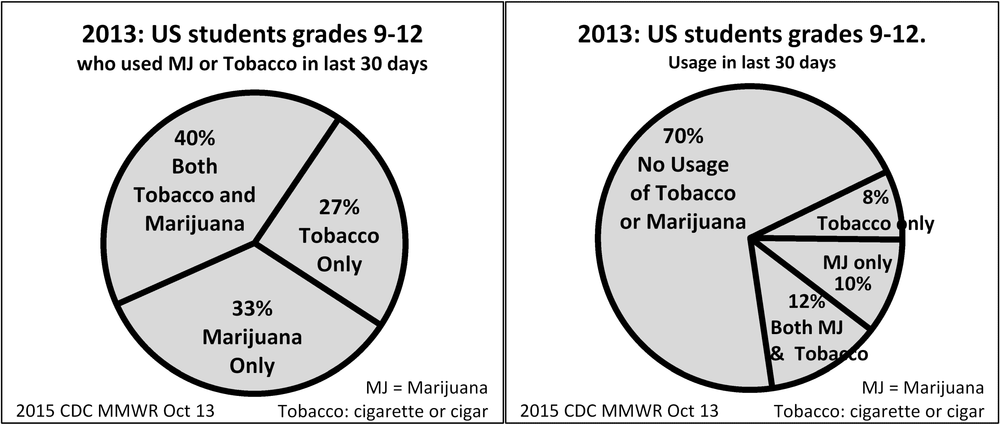 2013: US students grades 9-12
who used MJ or Tobacco in last 30 days
40%
Both
Tobacco and
Marijuana
27%
Tobacco
Only
33%
Marijuana
Only
MJ = Marijuana
2015 CDC MMWR Oct 13
Tobacco: cigarette or cigar
2013: US students grades 9-12.
Usage in last 30 days
70%
No Usage
of Tobacco
or Marijuana
8%
Tobacco only
MJ only
10%
12%
Both MJ
& Tobacco
MJ = Marijuana
2015 CDC MMWR Oct 13
Tobacco: cigarette or cigar